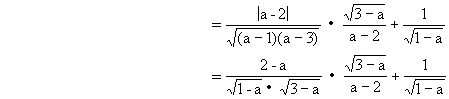 = |a - 2| / √((a − 1)(a − 3)) • √(3 − a) / (a − 2) + 1 / √(1 − a)
= (2 - a) / (√(1 - a) • √(3 − a)) • √(3 − a) / (a − 2) + 1 / √(1 − a)